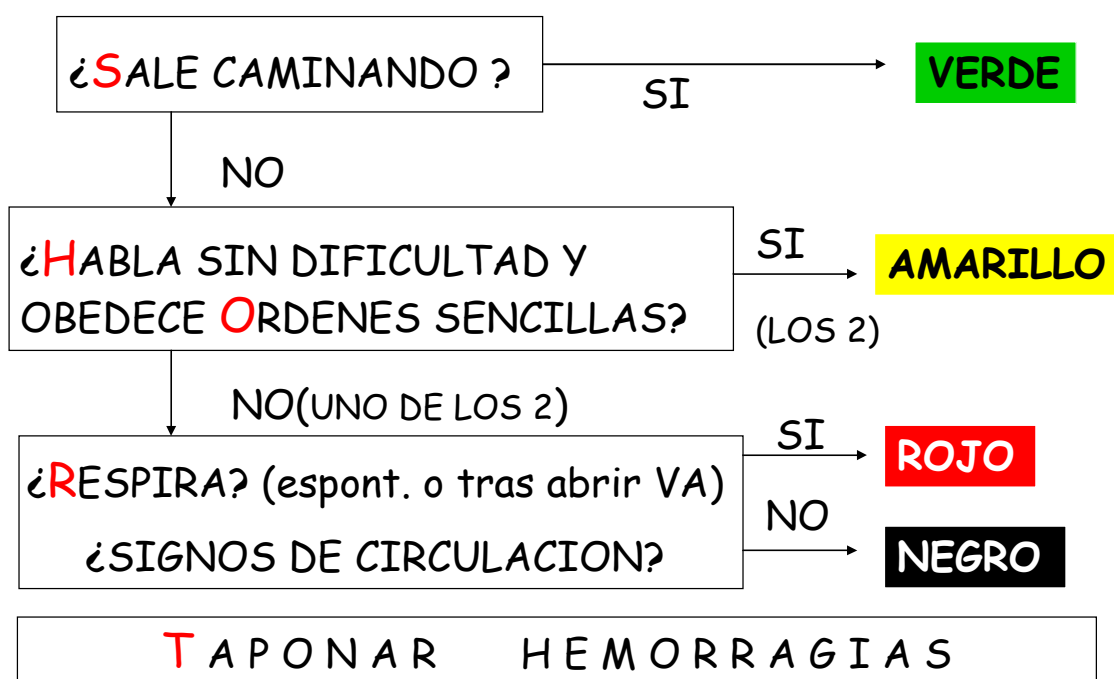 ¿SALE CAMINANDO ?
SI
VERDE
NO
¿HABLA SIN DIFICULTAD Y
OBEDECE ORDENES SENCILLAS?
SI
(LOS 2)
AMARILLO
NO(UNO DE LOS 2)
¿RESPIRA? (espont. o tras abrir VA)
¿SIGNOS DE CIRCULACION?
SI
ROJO
NO
NEGRO
TAPONAR HEMORRAGIAS